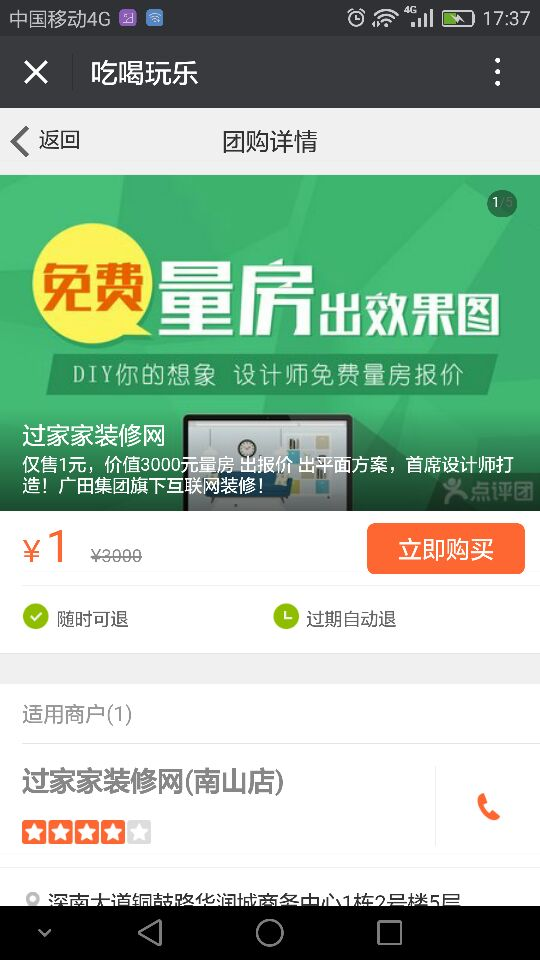 中国移动4G
4G
17:37
吃喝玩乐
返回
团购详情
1/5
免费量房出效果图
DIY你的想象 设计师免费量房报价
过家家装修网
仅售1元，价值3000元量房 出报价 出平面方案，首席设计师打
造！广田集团旗下互联网装修！
点评团
¥1 ¥3000
立即购买
随时可退
过期自动退
适用商户(1)
过家家装修网(南山店)
深南大道铜鼓路华润城商务中心1栋2号楼5层